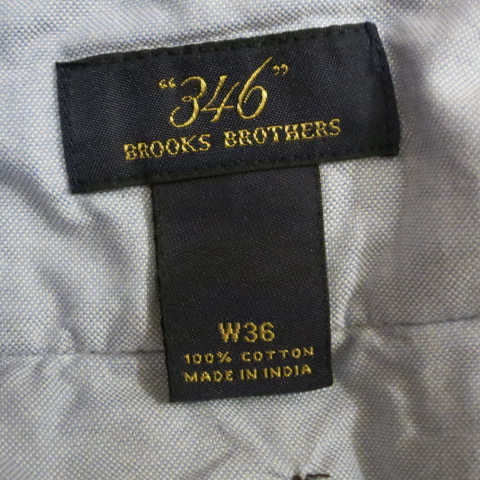 "346"
BROOKS BROTHERS
W36
100% COTTON
MADE IN INDIA